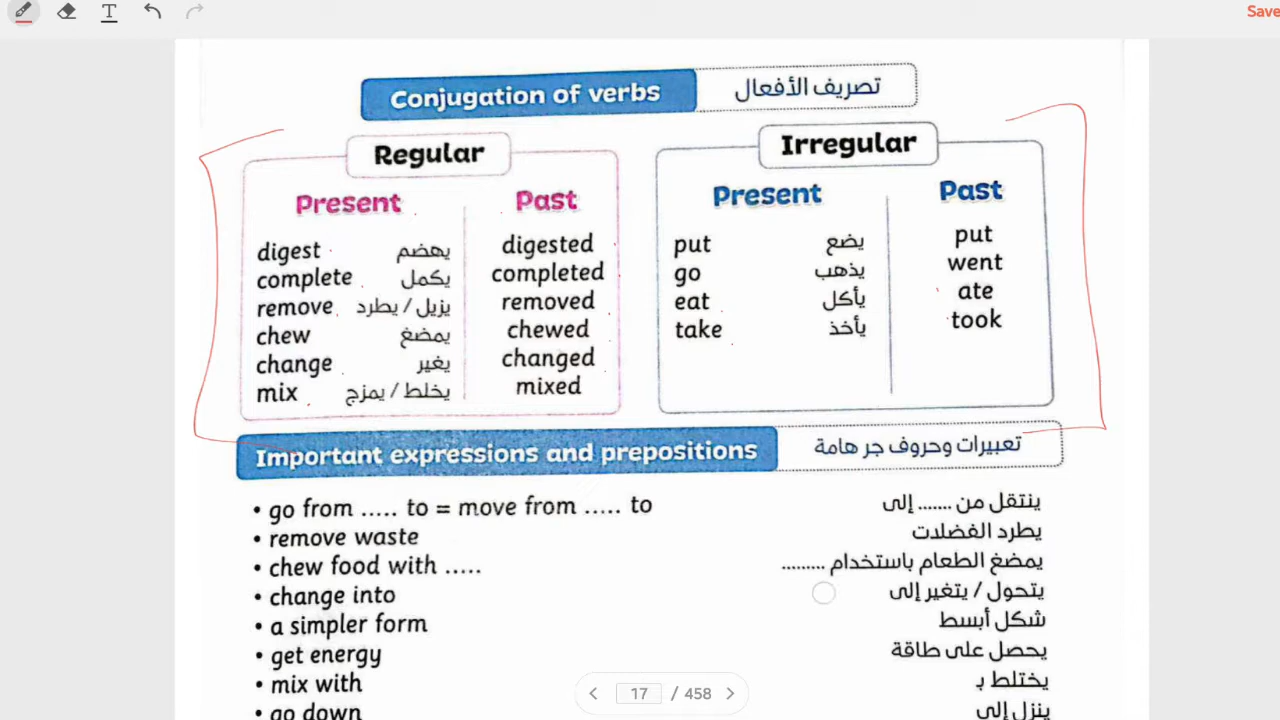 Save
Conjugation of verbs تصريف الأفعال
Regular
Present Past
digest يهضم digested
complete يكمل completed
remove يزيل / يطرد removed
chew يمضغ chewed
change يغير changed
mix يخلط / يمزج mixed
Irregular
Present Past
put يضع put
go يذهب went
eat يأكل ate
take يأخذ took
Important expressions and prepositions تعبيرات وحروف جر هامة
• go from ..... to = move from ..... to ينتقل من ....... إلى
• remove waste يطرد الفضلات
• chew food with ..... يمضغ الطعام باستخدام .........
• change into يتحول / يتغير إلى
• a simpler form شكل أبسط
• get energy يحصل على طاقة
• mix with يختلط بـ
• go down ينزل إلى
17 / 458